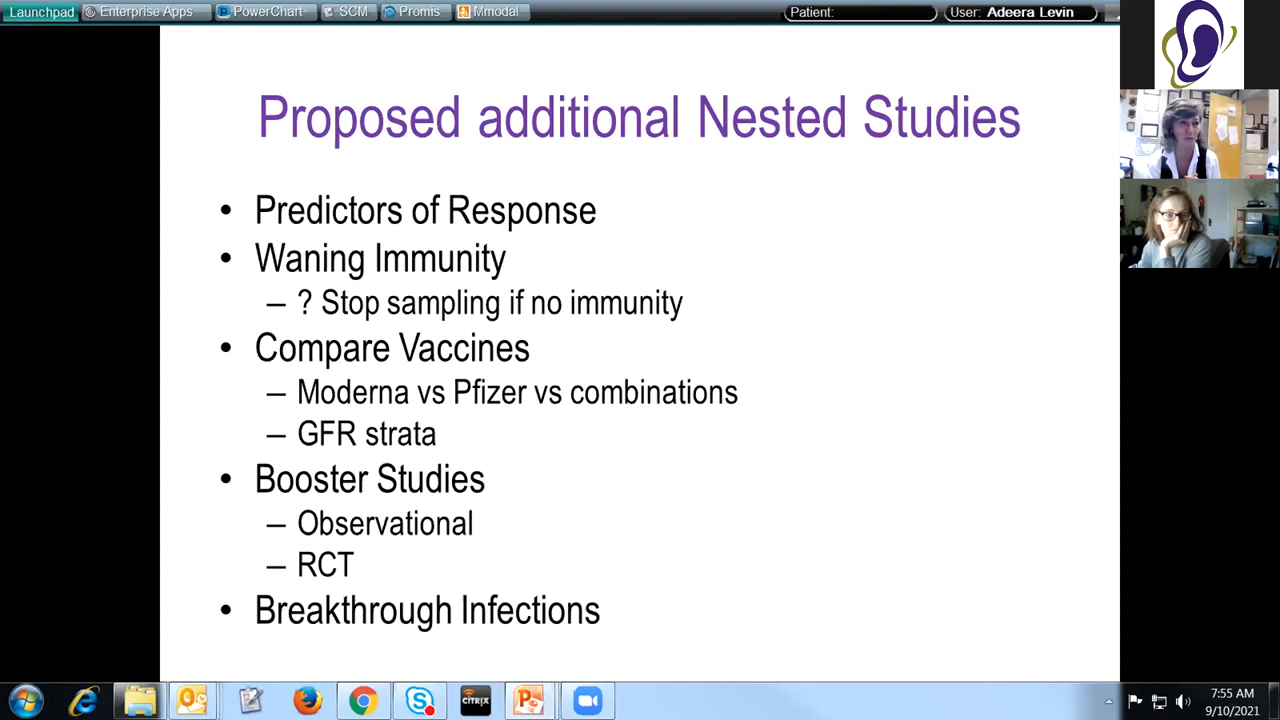 Launchpad Enterprise Apps PowerChart SCM Promis Mmodal Patient: User: Adeera Levin
Proposed additional Nested Studies
• Predictors of Response
• Waning Immunity
– ? Stop sampling if no immunity
• Compare Vaccines
– Moderna vs Pfizer vs combinations
– GFR strata
• Booster Studies
– Observational
– RCT
• Breakthrough Infections
CITRIX
7:55 AM
9/10/2021